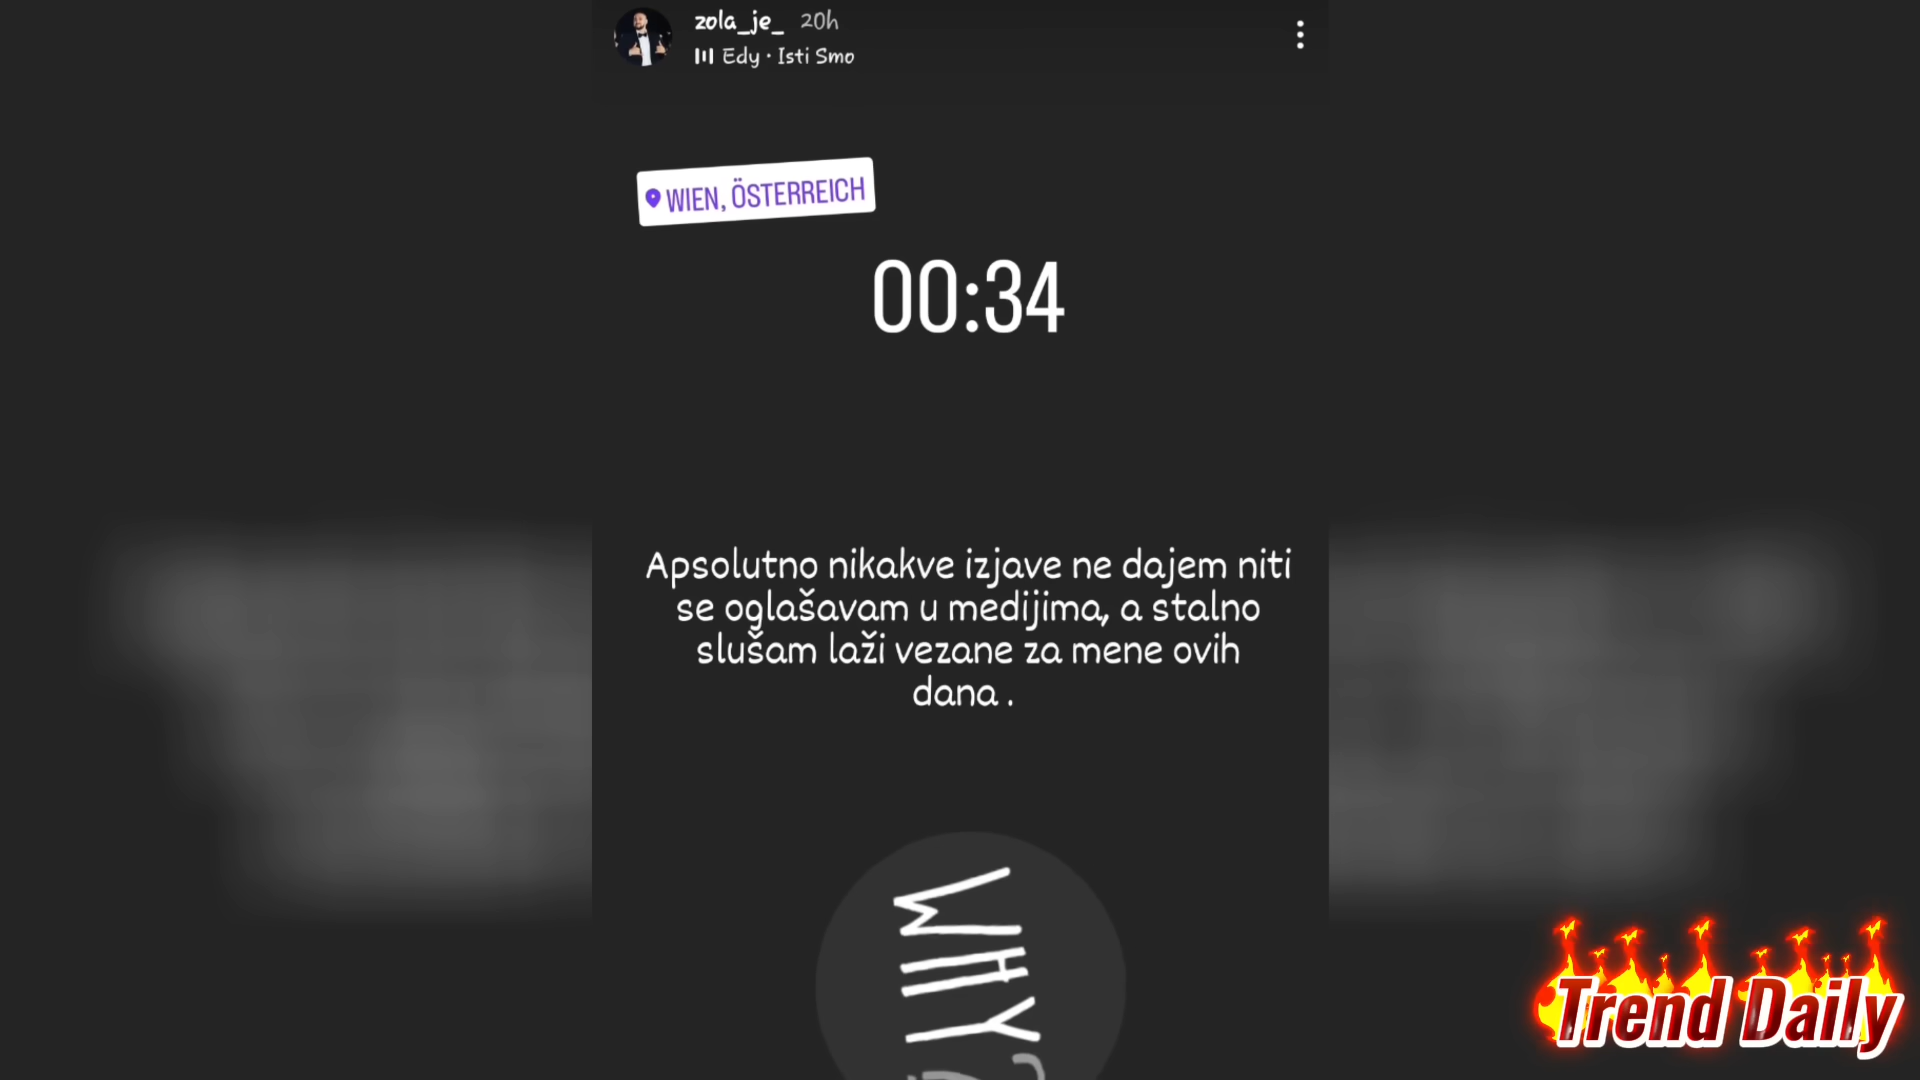 zola_je_ 20h
Edy · Isti Smo
WIEN, ÖSTERREICH
00:34
Apsolutno nikakve izjave ne dajem niti
se oglašavam u medijima, a stalno
slušam laži vezane za mene ovih
dana .
WHY?
Trend Daily